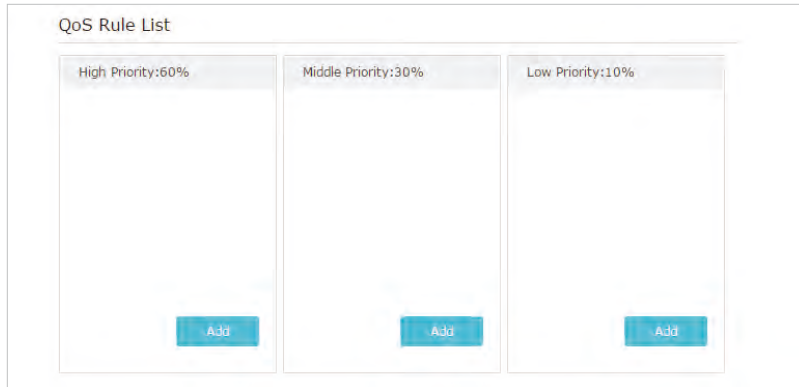 QoS Rule List
High Priority:60% Middle Priority:30% Low Priority:10%
Add Add Add